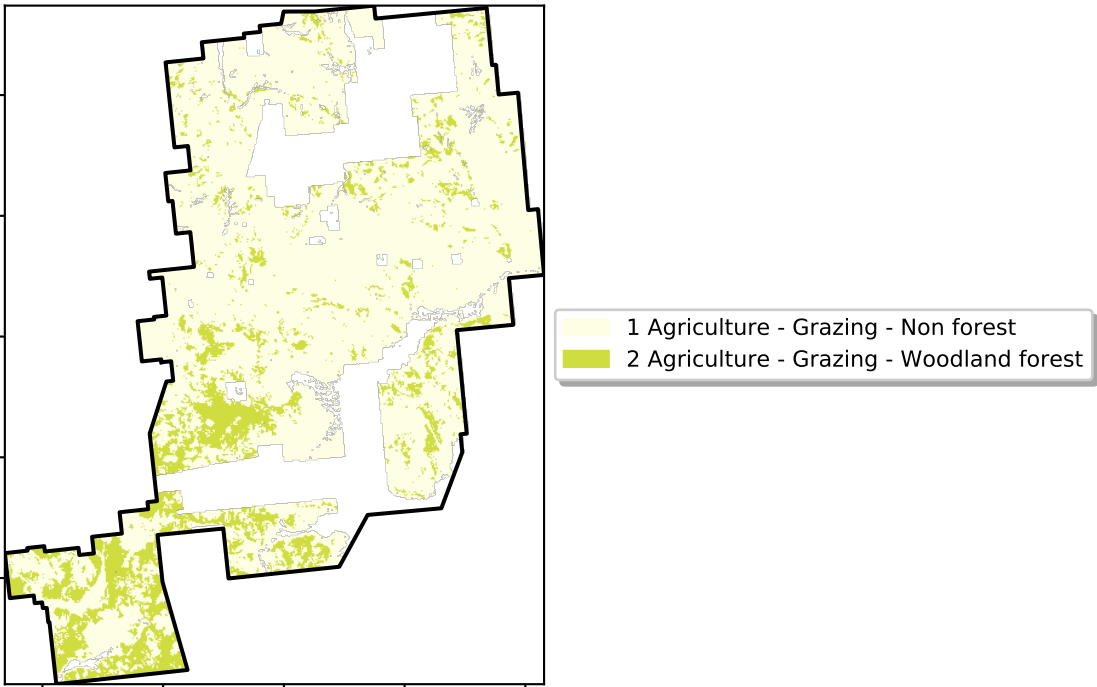 1 Agriculture - Grazing - Non forest
2 Agriculture - Grazing - Woodland forest